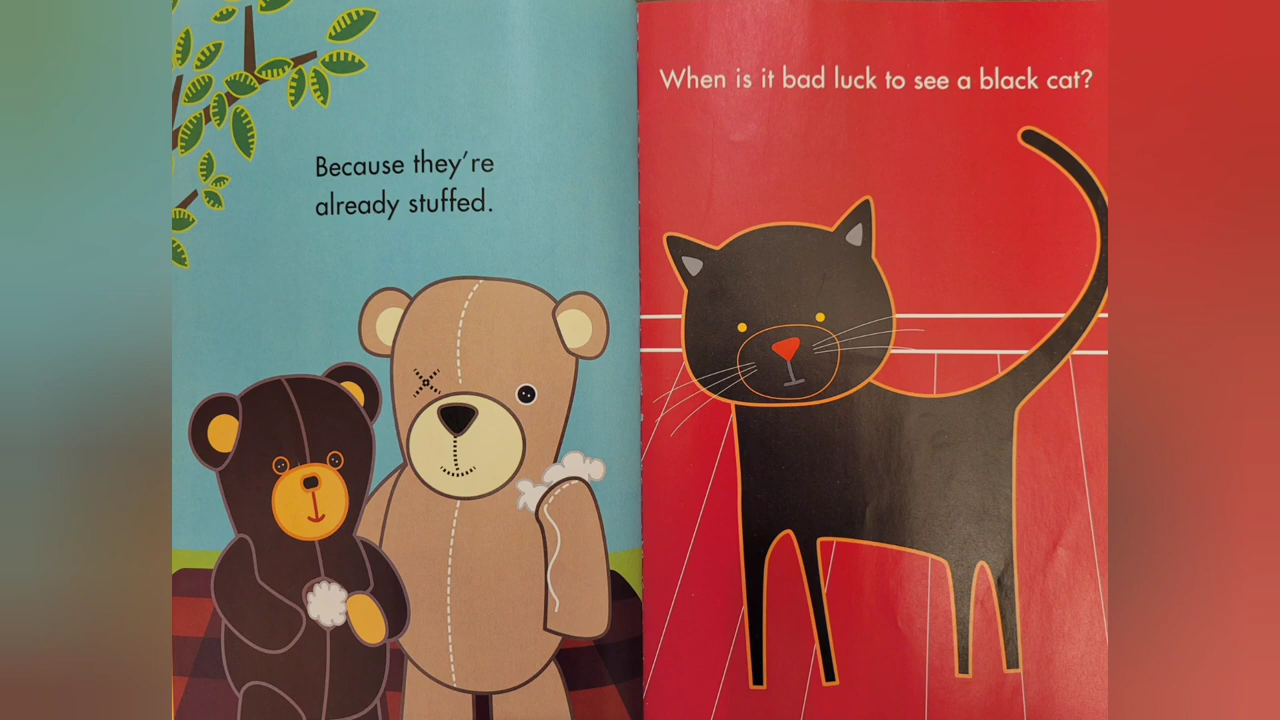 Because they're
already stuffed.
When is it bad luck to see a black cat?